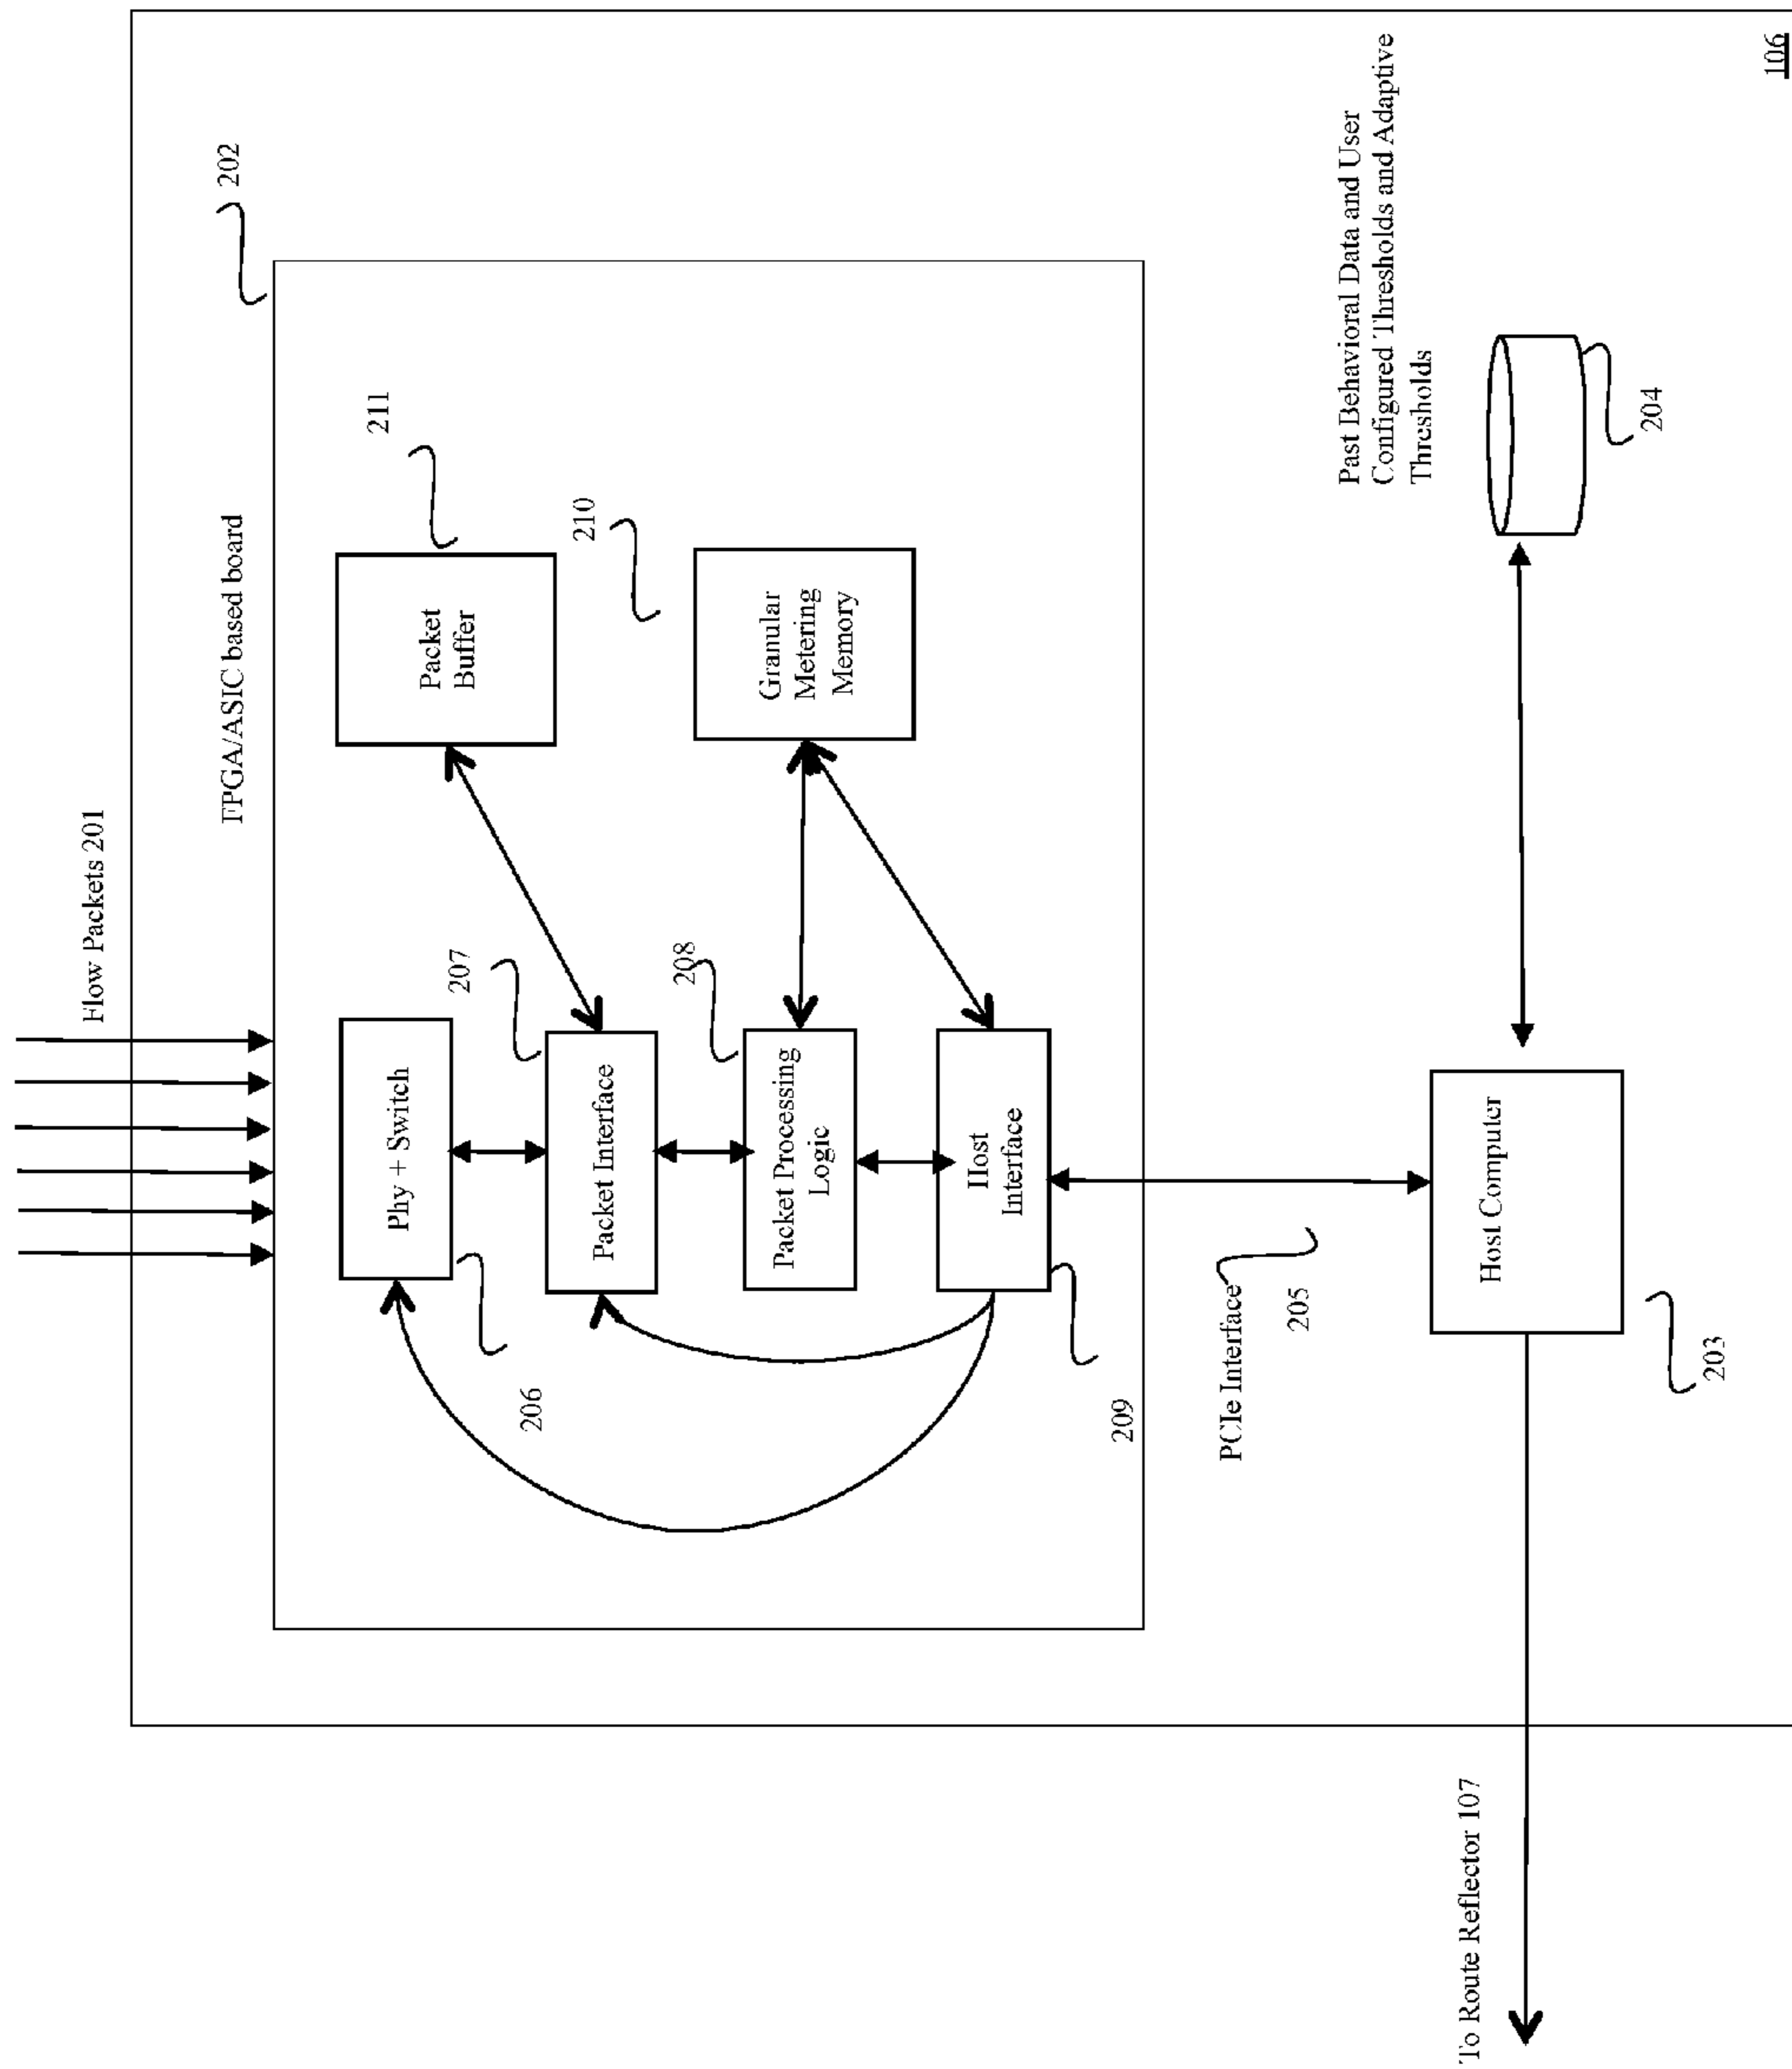 Flow Packets 201
FPGA/ASIC based board
202
Phy + Switch
206
Packet Interface
207
Packet
Buffer
211
Packet Processing
Logic
208
Granular
Metering
Memory
210
Host
Interface
209
PCIe Interface
205
Host Computer
203
Past Behavioral Data and User
Configured Thresholds and Adaptive
Thresholds
204
To Route Reflector 107
106